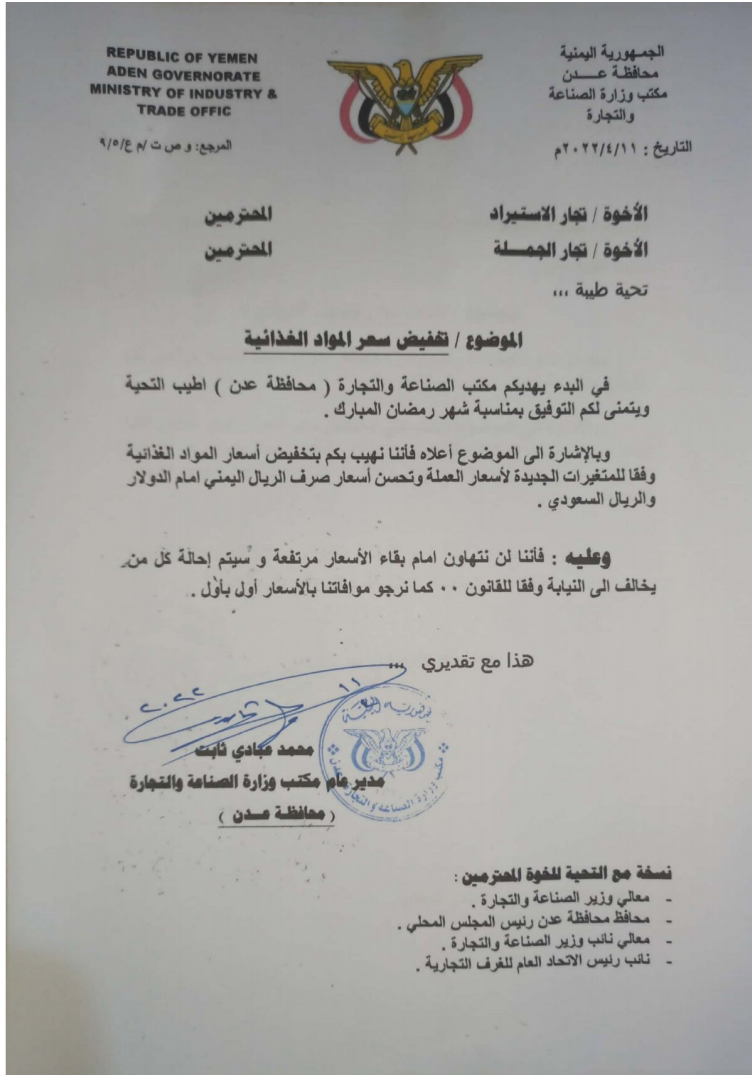 REPUBLIC OF YEMEN
ADEN GOVERNORATE
MINISTRY OF INDUSTRY &
TRADE OFFIC
المرجع: و ص ت /م ع/٩/٥
الجمهورية اليمنية
محافظة عـــدن
مكتب وزارة الصناعة
والتجارة
التاريخ : ٢٠٢٢/٤/١١م
الأخوة / تجار الاستيراد المحترمين
الأخوة / تجار الجمـــلة المحترمين
تحية طيبة ،،،
الموضوع / تخفيض سعر المواد الغذائية
في البدء يهديكم مكتب الصناعة والتجارة ( محافظة عدن ) اطيب التحية
ويتمنى لكم التوفيق بمناسبة شهر رمضان المبارك .
وبالإشارة الى الموضوع أعلاه فأننا نهيب بكم بتخفيض أسعار المواد الغذائية
وفقا للمتغيرات الجديدة لأسعار العملة وتحسن أسعار صرف الريال اليمني امام الدولار
والريال السعودي .
وعليه : فأننا لن نتهاون امام بقاء الأسعار مرتفعة و سيتم إحالة كل من
يخالف الى النيابة وفقا للقانون ٠٠ كما نرجو موافاتنا بالأسعار أول بأول .
هذا مع تقديري ،،،
١١
٢٠٢٢
محمد عبادي ثابت
مدير عام مكتب وزارة الصناعة والتجارة
( محافظة عـدن )
نسخة مع التحية للخوة المحترمين :
- معالي وزير الصناعة والتجارة .
- محافظ محافظة عدن رئيس المجلس المحلي .
- معالي نائب وزير الصناعة والتجارة .
- نائب رئيس الاتحاد العام للغرف التجارية .